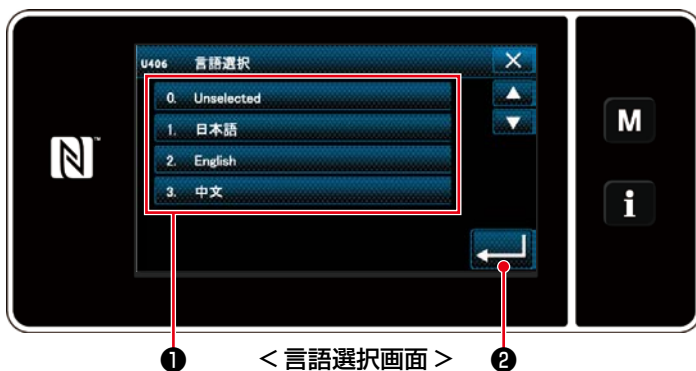 U406 言語選択
0. Unselected
1. 日本語
2. English
3. 中文
N™
M
i
❶ <言語選択画面> ❷